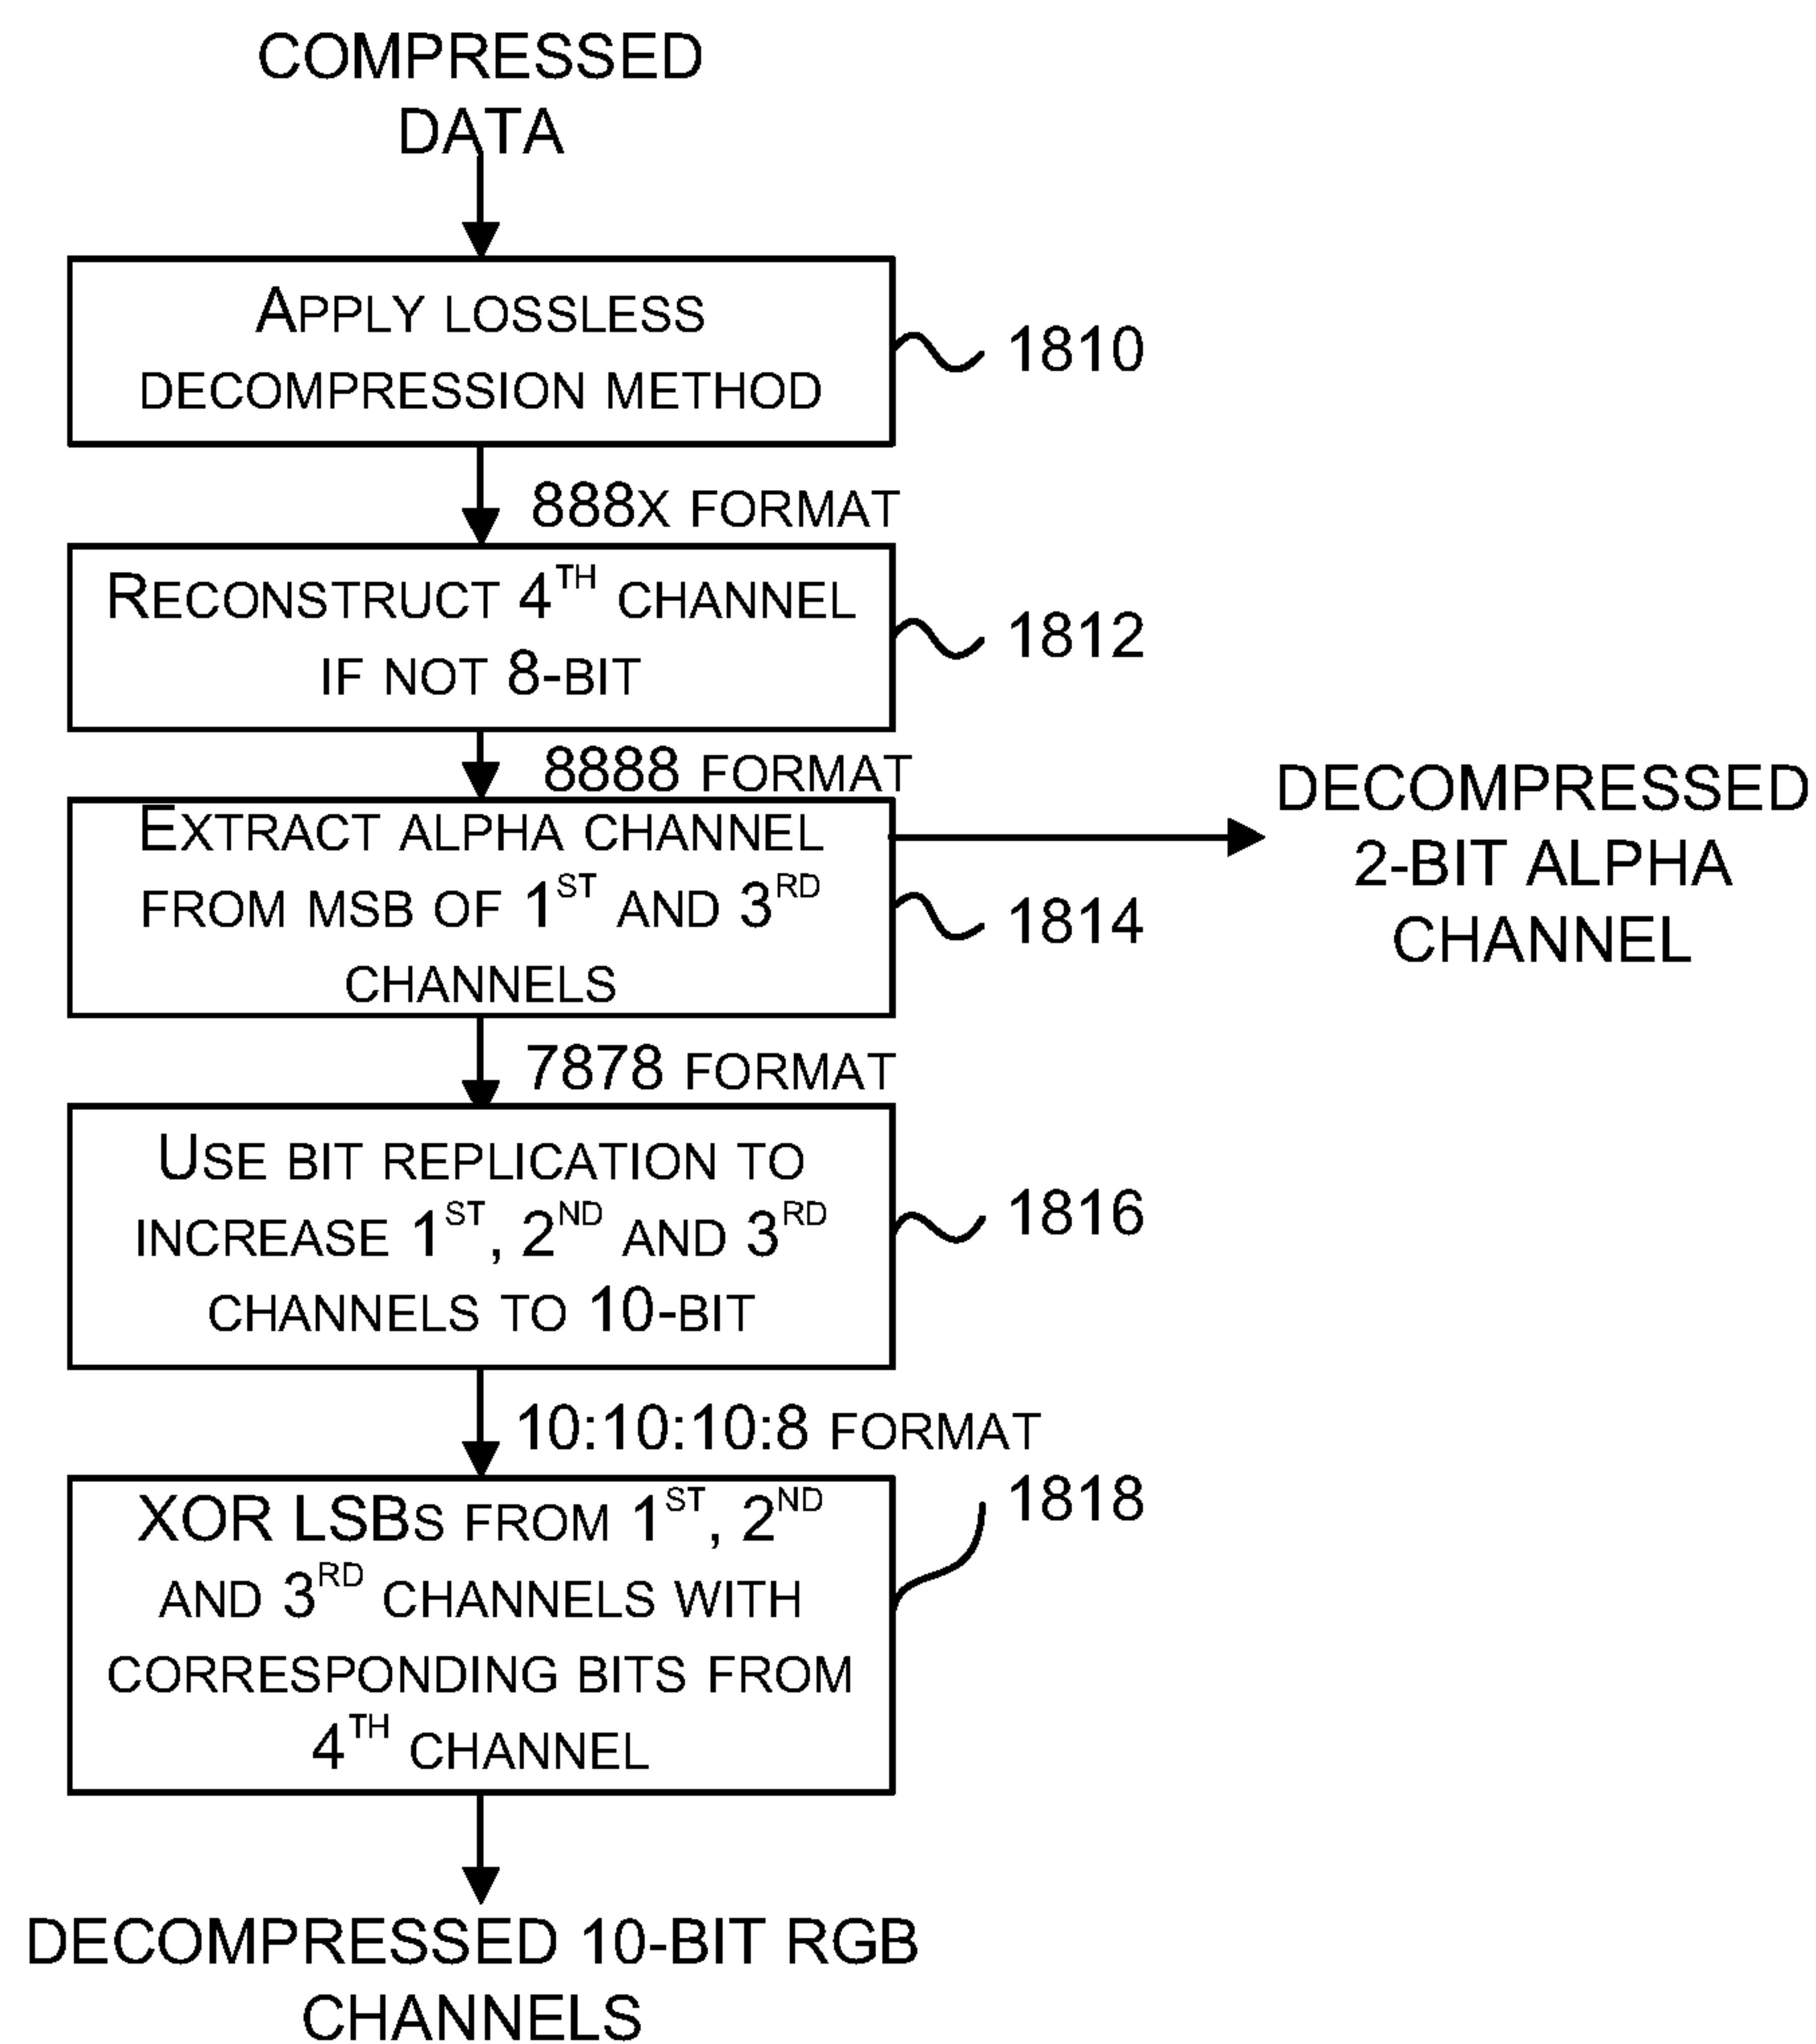 COMPRESSED
DATA
APPLY LOSSLESS
DECOMPRESSION METHOD
1810
888X FORMAT
RECONSTRUCT 4TH CHANNEL
IF NOT 8-BIT
1812
8888 FORMAT
EXTRACT ALPHA CHANNEL
FROM MSB OF 1ST AND 3RD
CHANNELS
1814
DECOMPRESSED
2-BIT ALPHA
CHANNEL
7878 FORMAT
USE BIT REPLICATION TO
INCREASE 1ST, 2ND AND 3RD
CHANNELS TO 10-BIT
1816
10:10:10:8 FORMAT
XOR LSBS FROM 1ST, 2ND
AND 3RD CHANNELS WITH
CORRESPONDING BITS FROM
4TH CHANNEL
1818
DECOMPRESSED 10-BIT RGB
CHANNELS